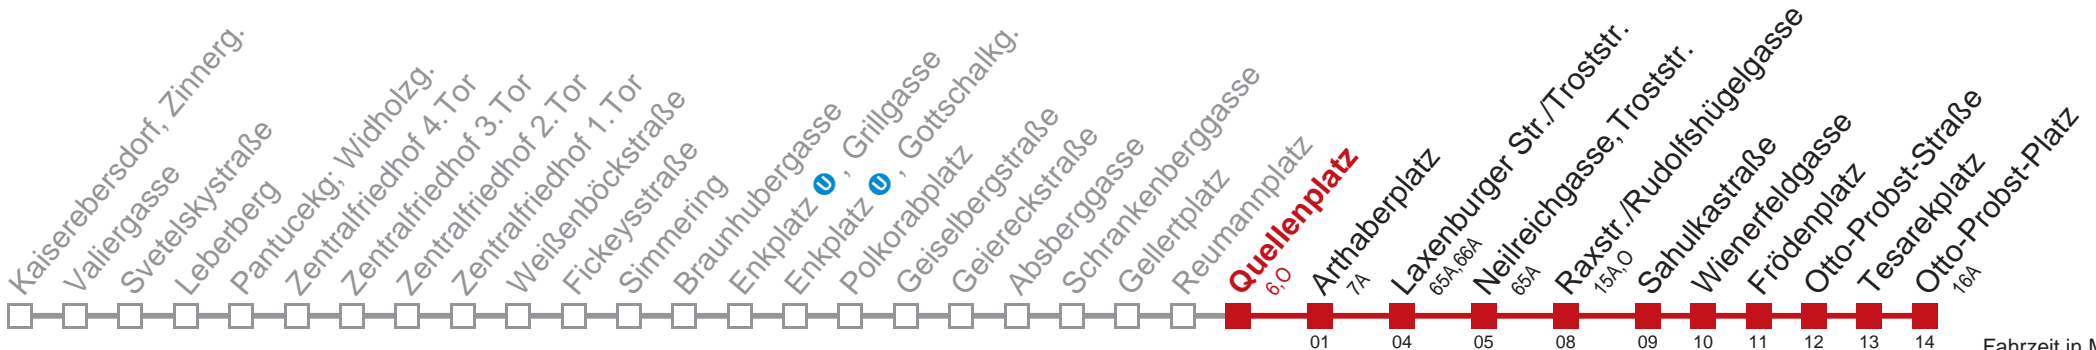 Kaiserebersdorf, Zinnerg.
Valiergasse
Svetelskystraße
Leberberg
Pantucekg; Widholzg.
Zentralfriedhof 4.Tor
Zentralfriedhof 3.Tor
Zentralfriedhof 2.Tor
Zentralfriedhof 1.Tor
Weißenböckstraße
Fickeysstraße
Simmering
Braunhubergasse
Enkplatz U , Grillgasse
Enkplatz U , Gottschalkg.
Polkorabplatz
Geiselbergstraße
Geiereckstraße
Absberggasse
Schrankenberggasse
Gellertplatz
Reumannplatz
Quellenplatz
6,O
Arthaberplatz
7A
Laxenburger Str./Troststr.
65A,66A
Neilreichgasse,Troststr.
65A
Raxstr./Rudolfshügelgasse
15A,O
Sahulkastraße
Wienerfeldgasse
Frödenplatz
Otto-Probst-Straße
Tesarekplatz
Otto-Probst-Platz
16A
01 04 05 08 09 10 11 12 13 14
Fahrzeit in